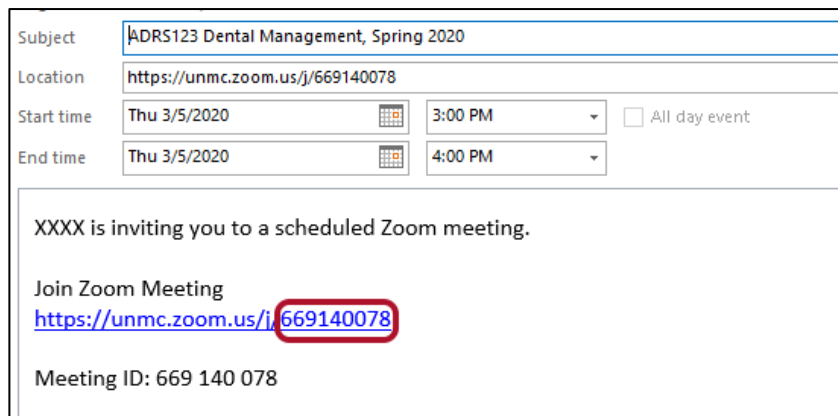 Subject ADRS123 Dental Management, Spring 2020
Location https://unmc.zoom.us/j/669140078
Start time Thu 3/5/2020 3:00 PM All day event
End time Thu 3/5/2020 4:00 PM
XXXX is inviting you to a scheduled Zoom meeting.
Join Zoom Meeting
https://unmc.zoom.us/j/669140078
Meeting ID: 669 140 078